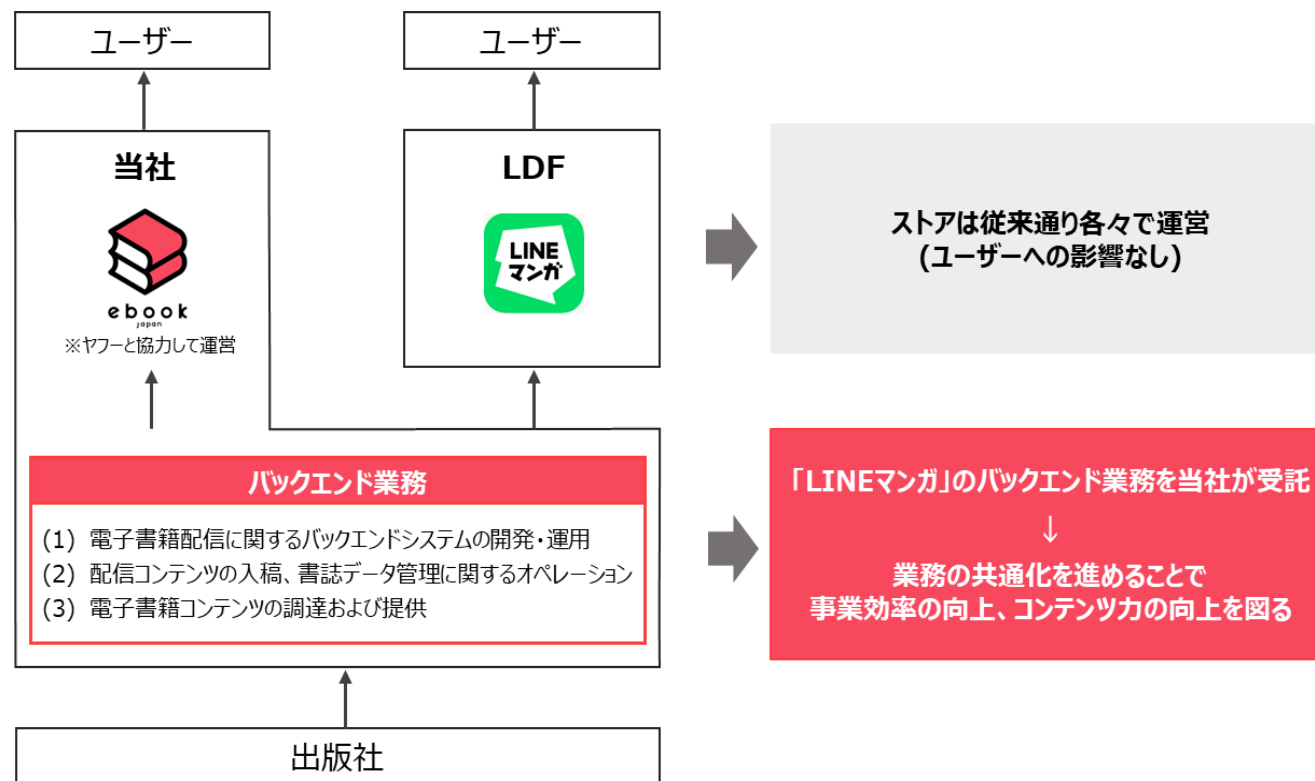 ユーザー
ユーザー
当社
ebook
japan
※ヤフーと協力して運営
LDF
LINE
マンガ
ストアは従来通り各々で運営
(ユーザーへの影響なし)
バックエンド業務
(1) 電子書籍配信に関するバックエンドシステムの開発・運用
(2) 配信コンテンツの入稿、書誌データ管理に関するオペレーション
(3) 電子書籍コンテンツの調達および提供
「LINEマンガ」のバックエンド業務を当社が受託
↓
業務の共通化を進めることで
事業効率の向上、コンテンツ力の向上を図る
出版社